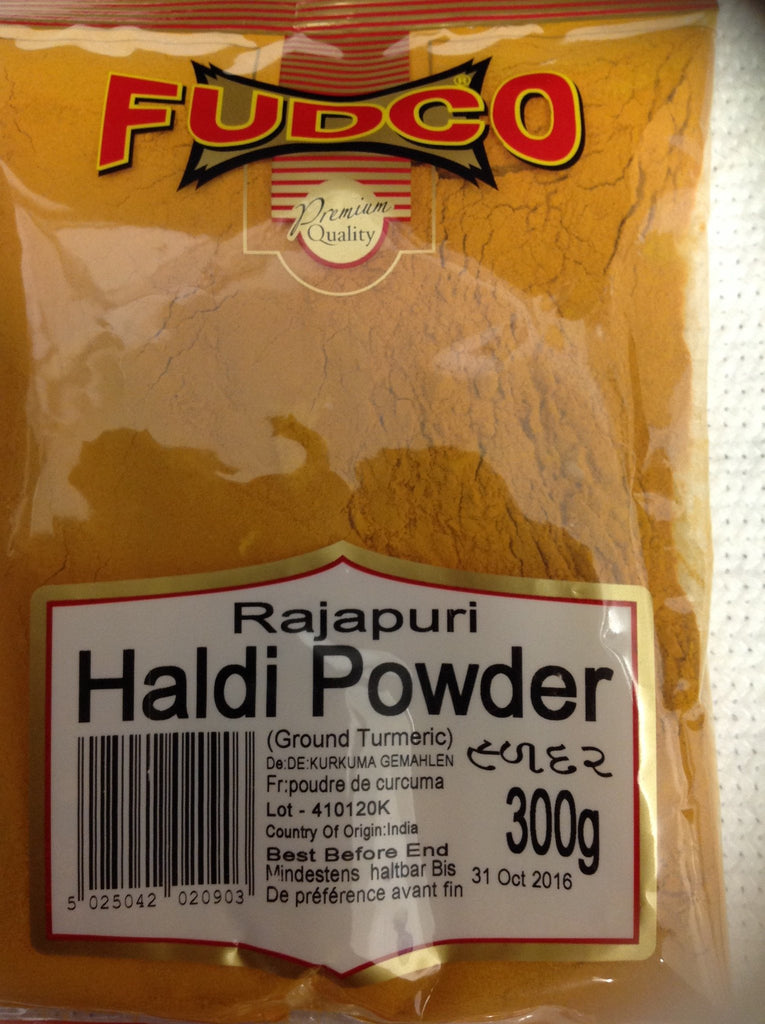 FUDCO®
Premium
Quality
Rajapuri
Haldi Powder
(Ground Turmeric)
De:DE:KURKUMA GEMAHLEN
Fr:poudre de curcuma
હળદર
Lot - 410120K
Country Of Origin:India
300g
Best Before End
Mindestens haltbar Bis
De préférence avant fin
31 Oct 2016
5 025042 020903